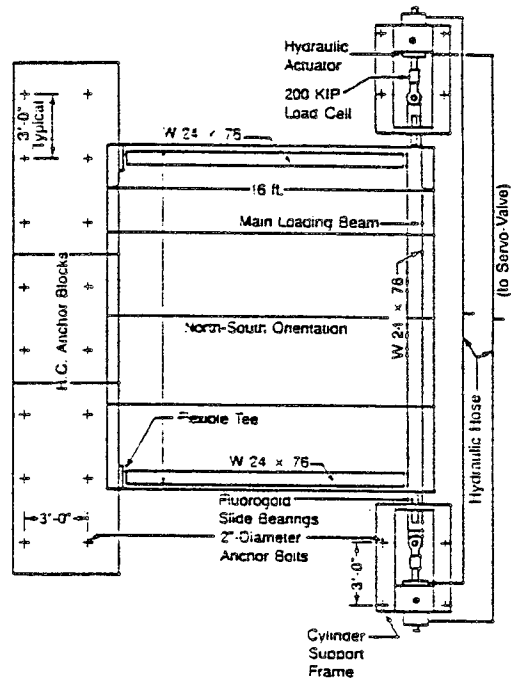 Hydraulic
Actuator
200 KIP
Load Cell
3'-0"
Typical
W 24 × 76
16 ft.
Main Loading Beam
W 24 × 76
(to Servo-Valve)
H.C. Anchor Blocks
North-South Orientation
Hydraulic Hose
Flexible Tee
W 24 × 76
Fluorogold
Slide Bearings
3'-0"
2"-Diameter
Anchor Bolts
3'-0"
Cylinder
Support
Frame